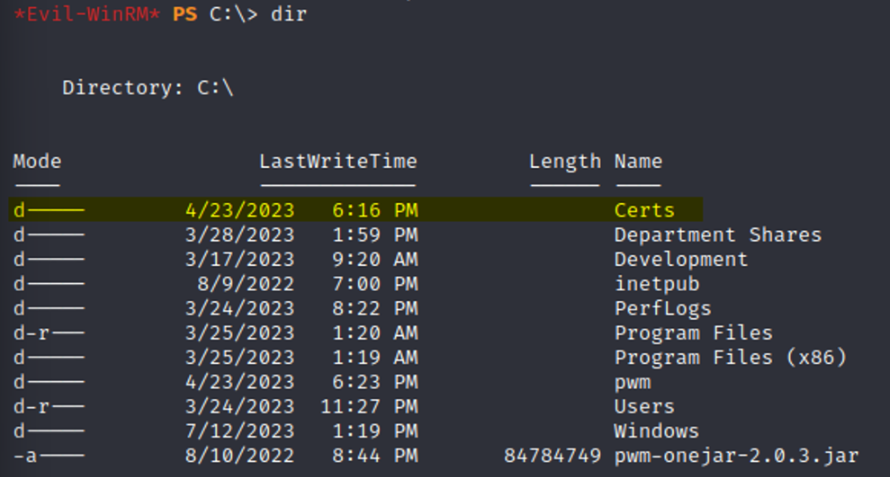 *Evil-WinRM* PS C:\> dir
Directory: C:\
Mode LastWriteTime Length Name
---- ------------- ------ ----
d----- 4/23/2023 6:16 PM Certs
d----- 3/28/2023 1:59 PM Department Shares
d----- 3/17/2023 9:20 AM Development
d----- 8/9/2022 7:00 PM inetpub
d----- 3/24/2023 8:22 PM PerfLogs
d-r--- 3/25/2023 1:20 AM Program Files
d----- 3/25/2023 1:19 AM Program Files (x86)
d----- 4/23/2023 6:23 PM pwm
d-r--- 3/24/2023 11:27 PM Users
d----- 7/12/2023 1:19 PM Windows
-a---- 8/10/2022 8:44 PM 84784749 pwm-onejar-2.0.3.jar